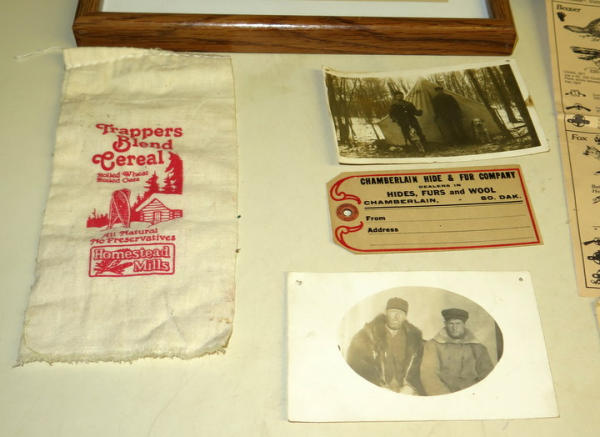 Trappers
Blend
Cereal
Rolled Wheat
Rolled Oats
All Natural
No Preservatives
Homestead
Mills
CHAMBERLAIN HIDE & FUR COMPANY
DEALERS IN
HIDES, FURS and WOOL
CHAMBERLAIN, - SO. DAK.
From
Address
Beaver
Fox